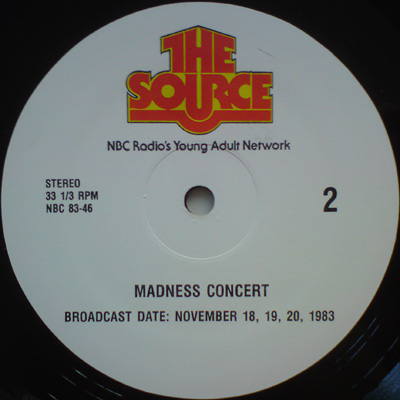 THE
SOURCE
NBC Radio's Young Adult Network
STEREO
33 1/3 RPM
NBC 83-46
2
MADNESS CONCERT
BROADCAST DATE: NOVEMBER 18, 19, 20, 1983